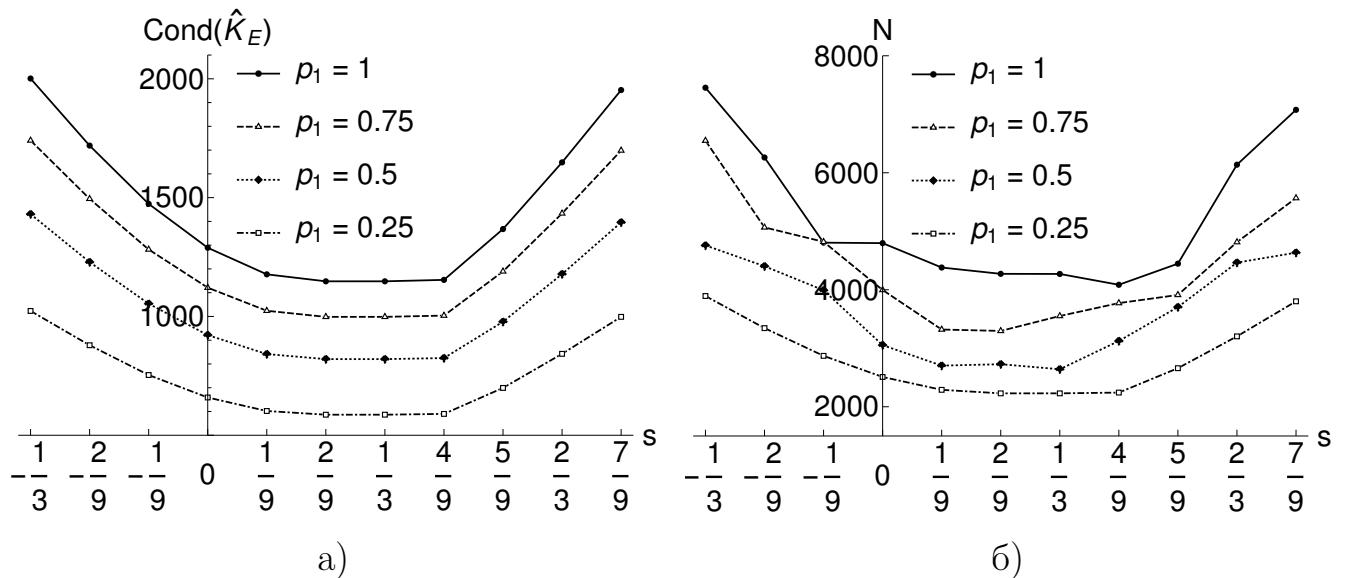 Cond(K̂_E)
2000
1500
1000
p₁ = 1
p₁ = 0.75
p₁ = 0.5
p₁ = 0.25
-1/3 -2/9 -1/9 0 1/9 2/9 1/3 4/9 5/9 2/3 7/9 s
а)
N
8000
6000
4000
2000
p₁ = 1
p₁ = 0.75
p₁ = 0.5
p₁ = 0.25
-1/3 -2/9 -1/9 0 1/9 2/9 1/3 4/9 5/9 2/3 7/9 s
б)